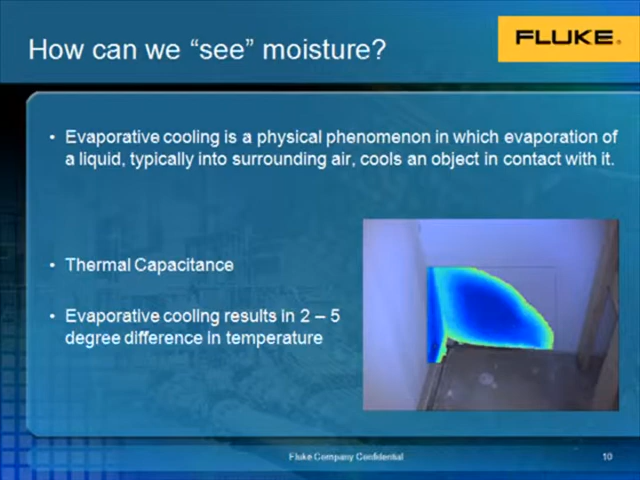 How can we “see” moisture?
FLUKE®
• Evaporative cooling is a physical phenomenon in which evaporation of
a liquid, typically into surrounding air, cools an object in contact with it.
• Thermal Capacitance
• Evaporative cooling results in 2 – 5
degree difference in temperature
Fluke Company Confidential
10